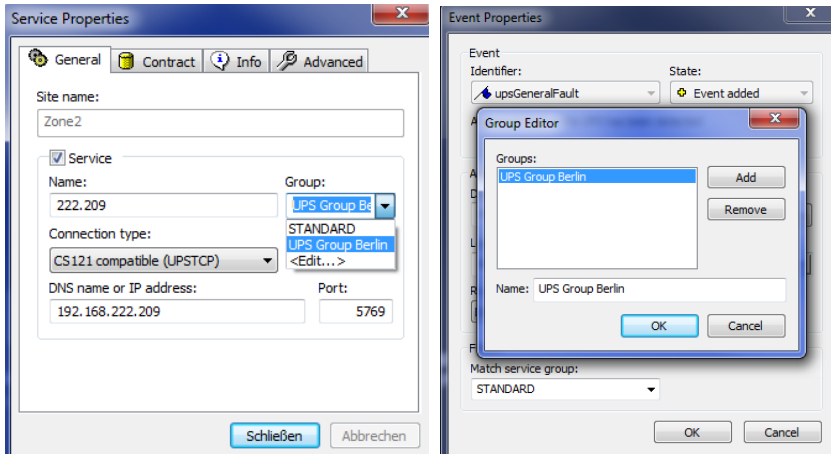 Service Properties
General Contract Info Advanced
Site name:
Zone2
Service
Name: Group:
222.209 UPS Group Be
STANDARD
UPS Group Berlin
<Edit...>
Connection type:
CS121 compatible (UPSTCP)
DNS name or IP address: Port:
192.168.222.209 5769
Schließen Abbrechen
Event Properties
Event
Identifier: State:
upsGeneralFault Event added
Group Editor
Groups:
UPS Group Berlin
Add
Remove
Name: UPS Group Berlin
OK Cancel
Match service group:
STANDARD
OK Cancel